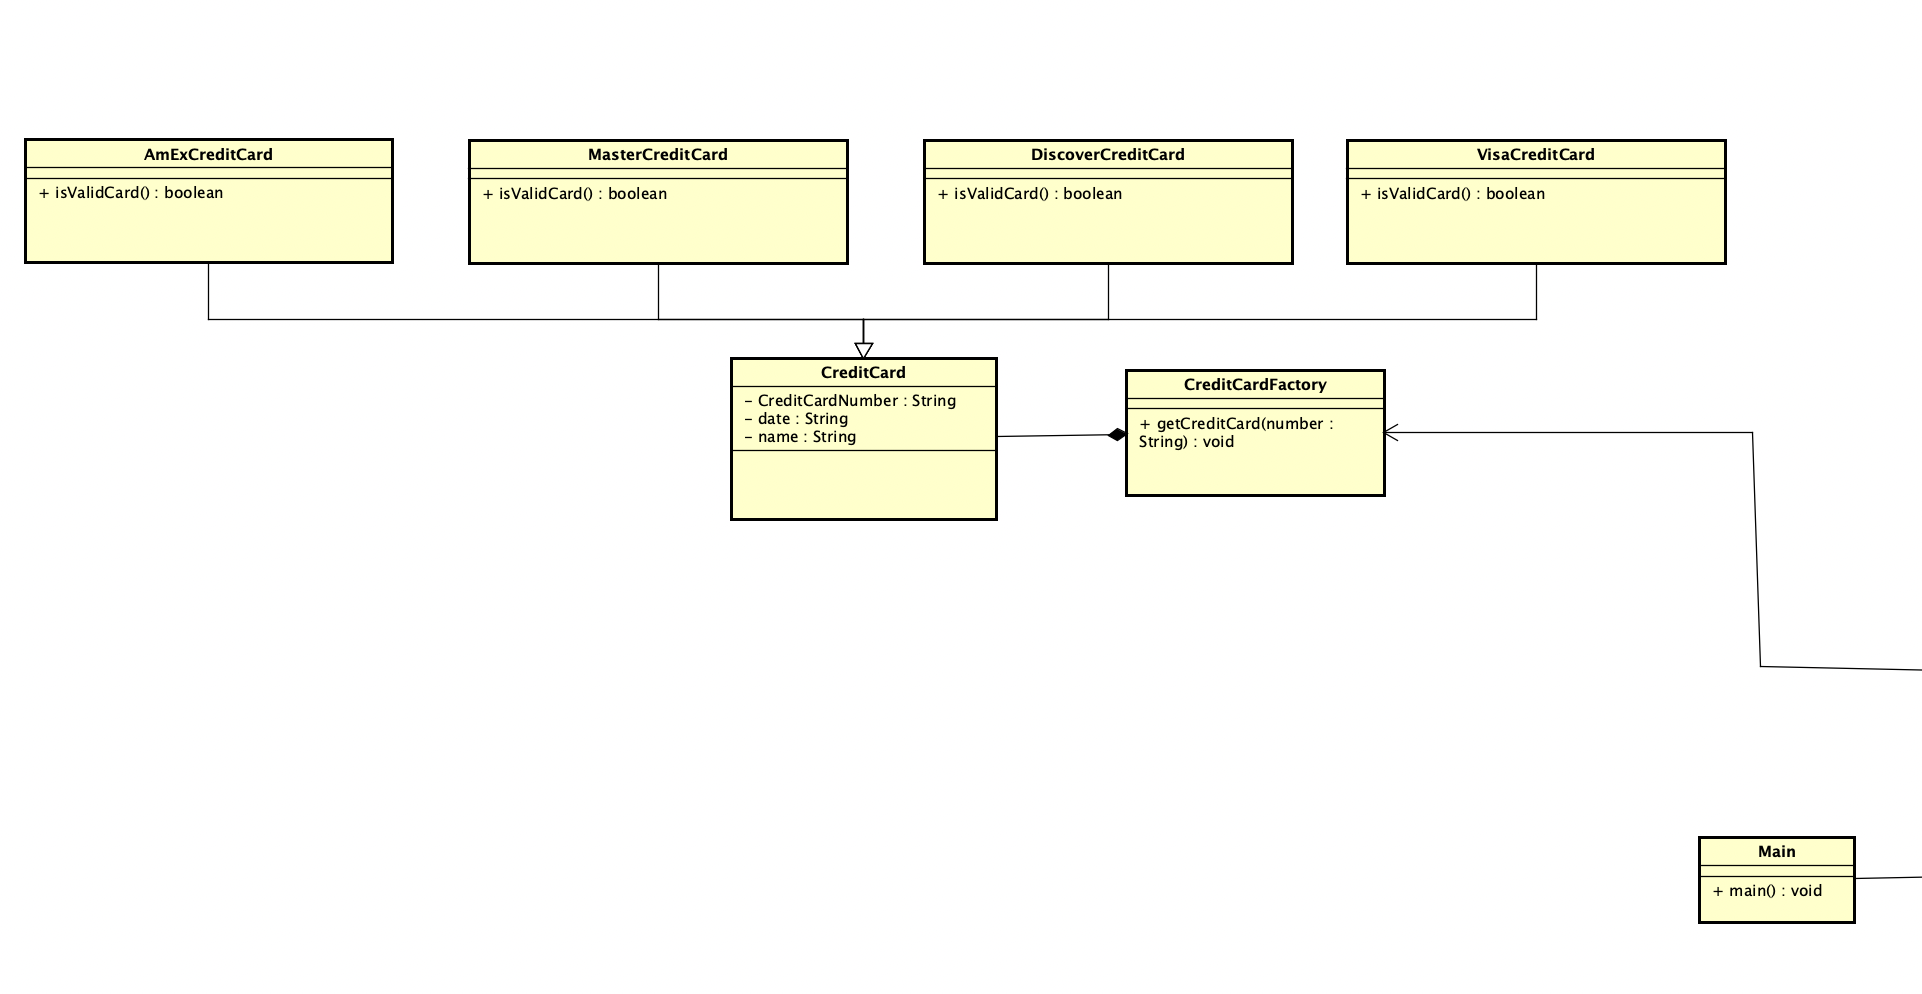 AmExCreditCard
+ isValidCard() : boolean
MasterCreditCard
+ isValidCard() : boolean
DiscoverCreditCard
+ isValidCard() : boolean
VisaCreditCard
+ isValidCard() : boolean
CreditCard
- CreditCardNumber : String
- date : String
- name : String
CreditCardFactory
+ getCreditCard(number :
String) : void
Main
+ main() : void